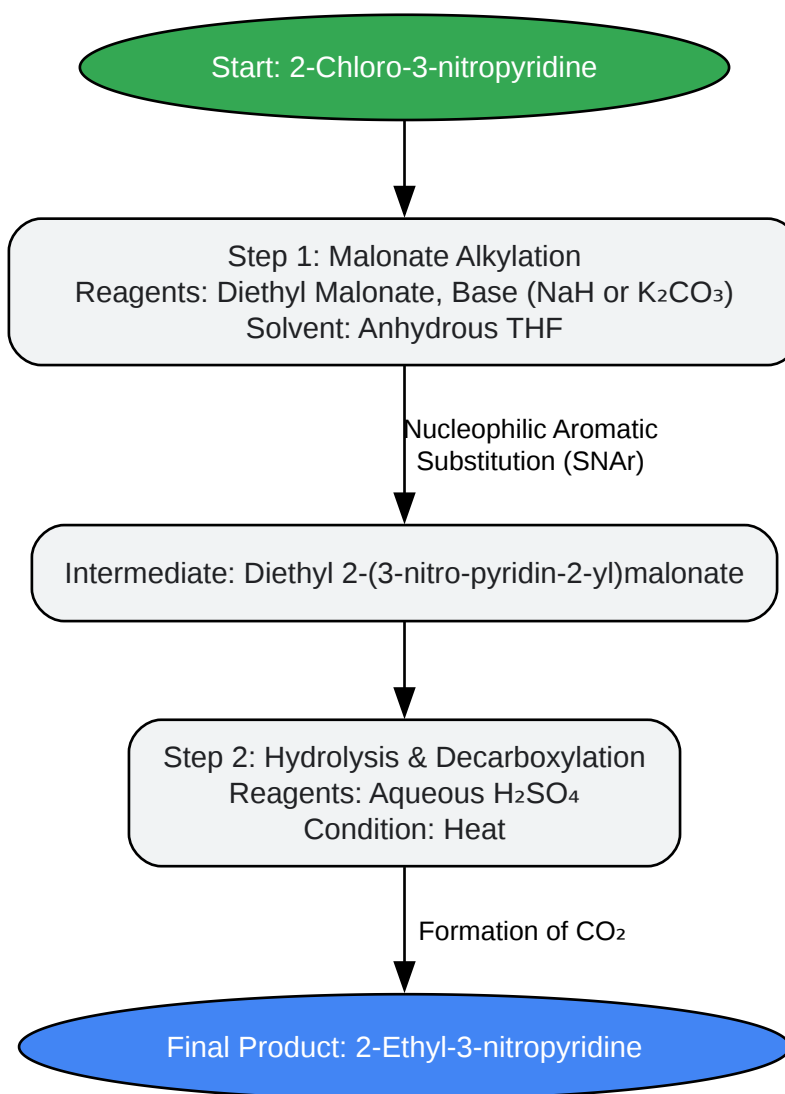 Start: 2-Chloro-3-nitropyridine
Step 1: Malonate Alkylation
Reagents: Diethyl Malonate, Base (NaH or K₂CO₃)
Solvent: Anhydrous THF
Nucleophilic Aromatic
Substitution (SNAr)
Intermediate: Diethyl 2-(3-nitro-pyridin-2-yl)malonate
Step 2: Hydrolysis & Decarboxylation
Reagents: Aqueous H₂SO₄
Condition: Heat
Formation of CO₂
Final Product: 2-Ethyl-3-nitropyridine